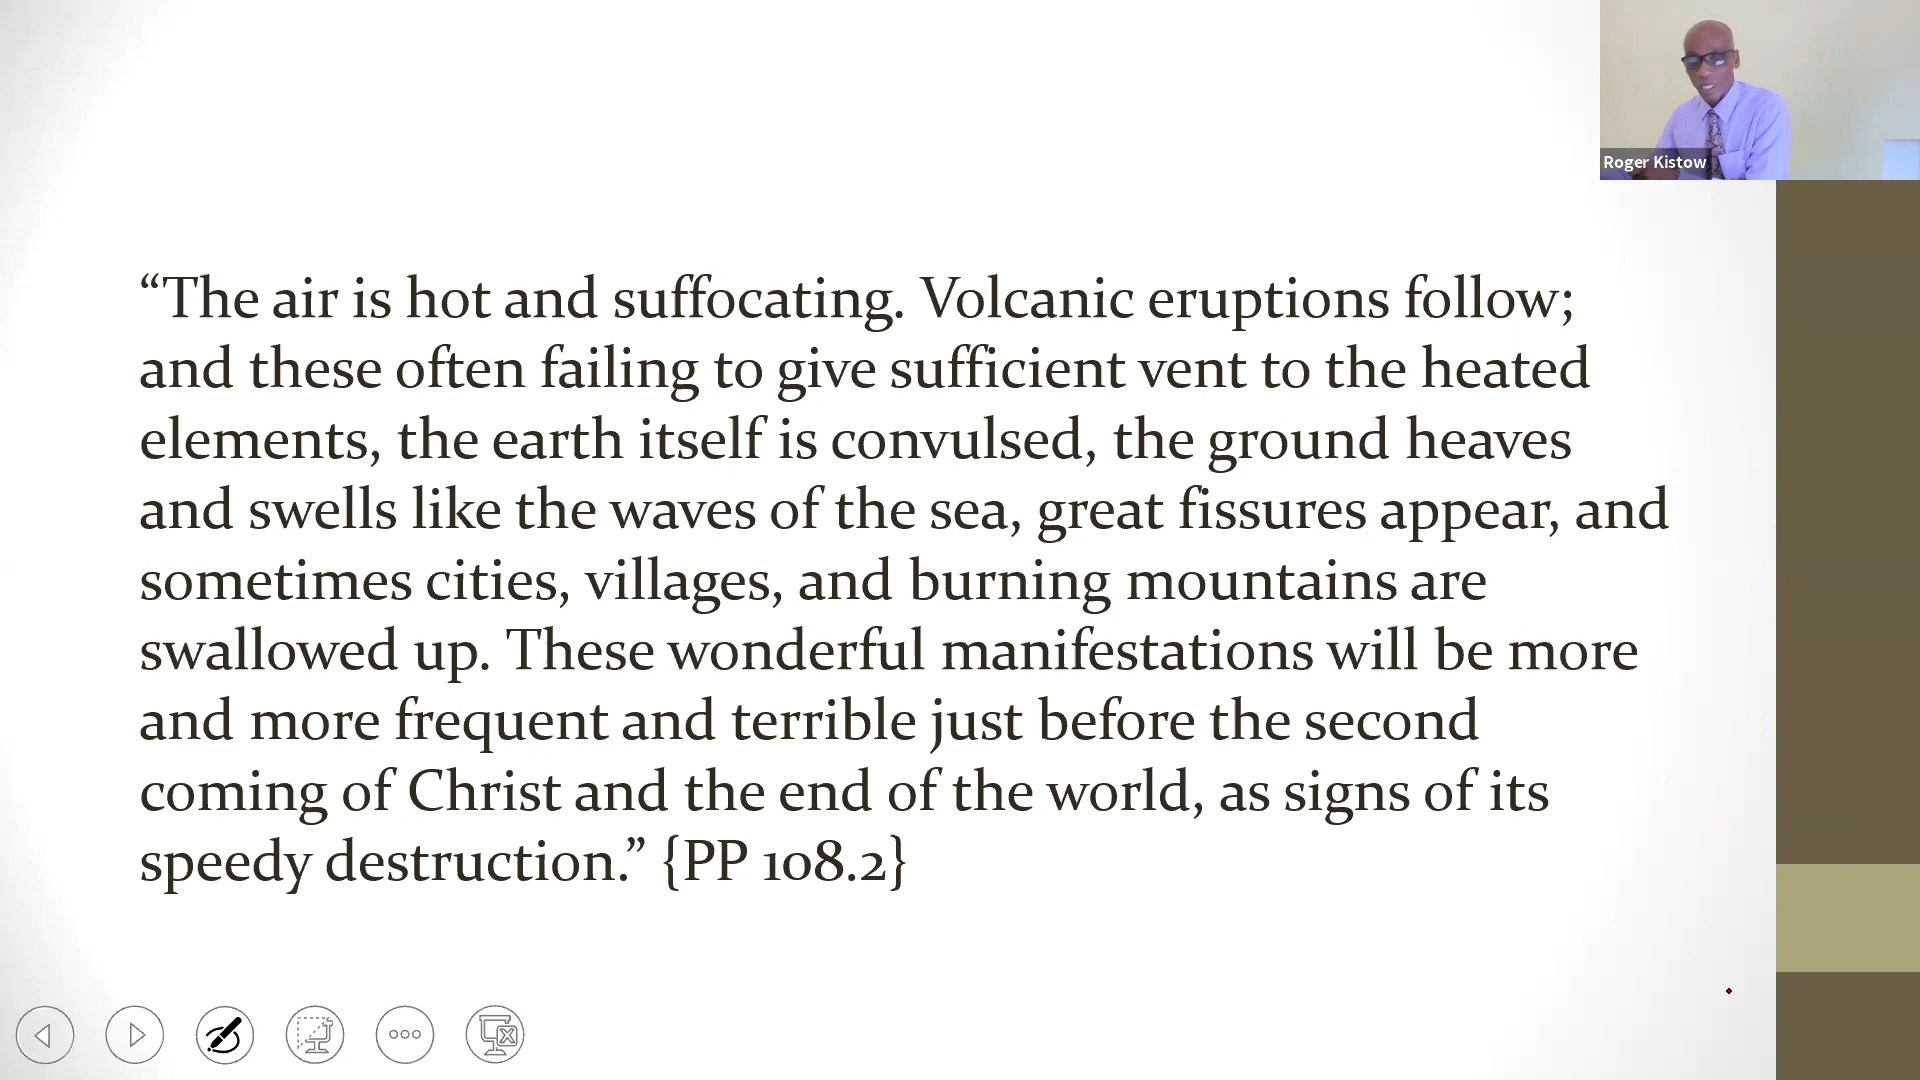 Roger Kistow
“The air is hot and suffocating. Volcanic eruptions follow;
and these often failing to give sufficient vent to the heated
elements, the earth itself is convulsed, the ground heaves
and swells like the waves of the sea, great fissures appear, and
sometimes cities, villages, and burning mountains are
swallowed up. These wonderful manifestations will be more
and more frequent and terrible just before the second
coming of Christ and the end of the world, as signs of its
speedy destruction.” {PP 108.2}